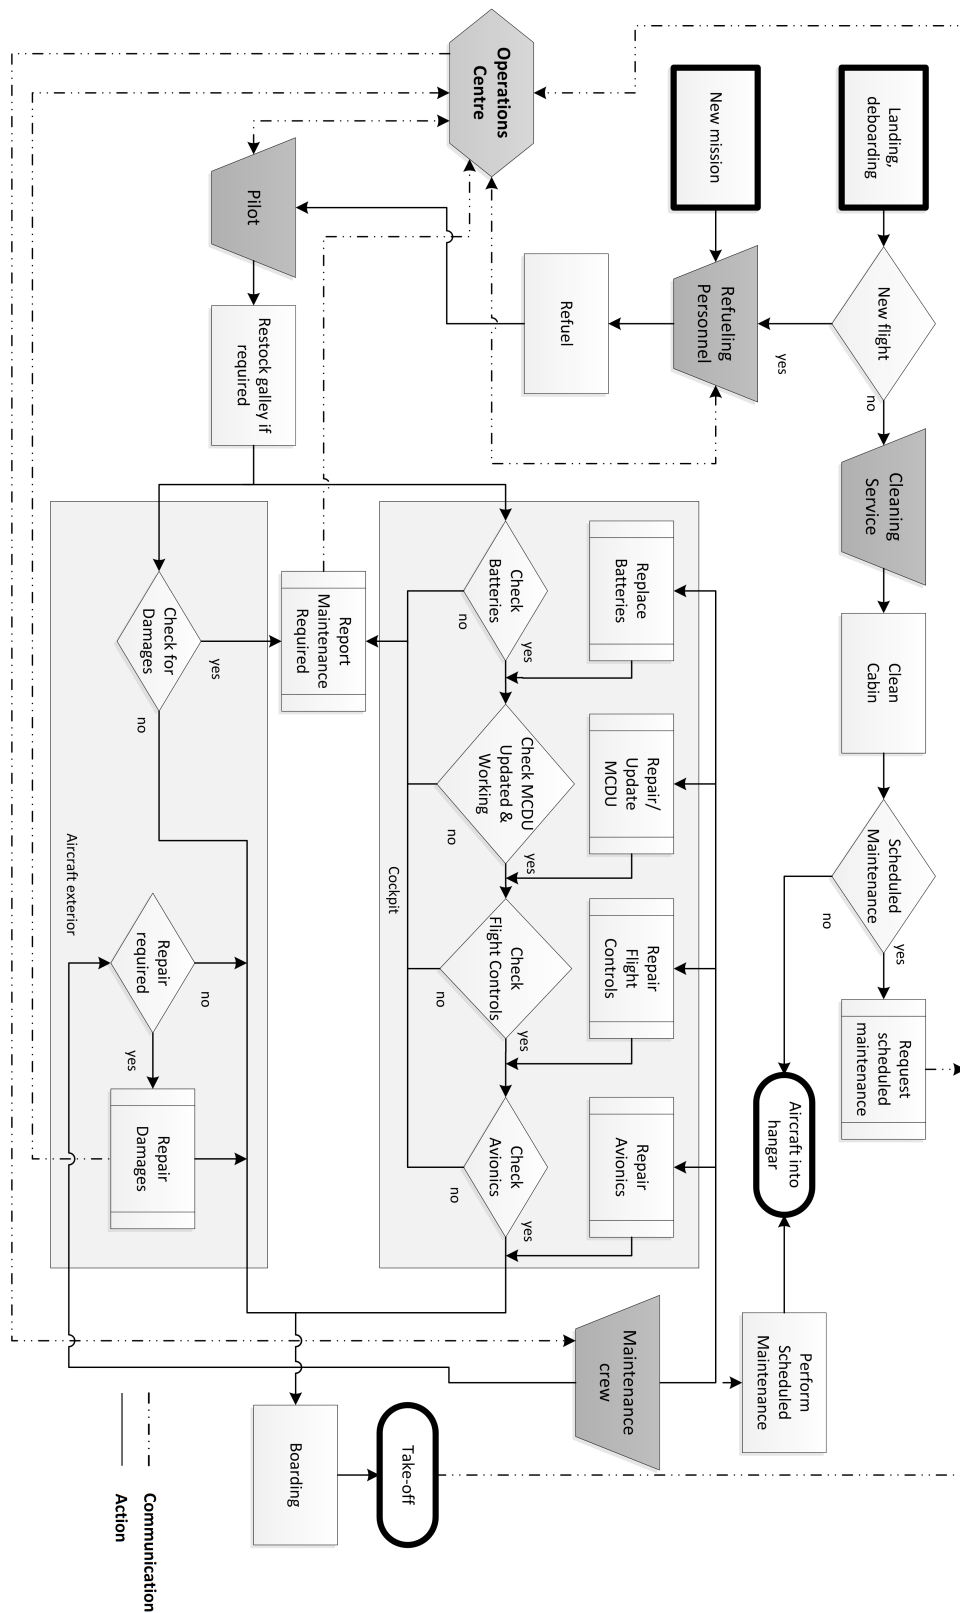 Landing,
deboarding
New flight
no
yes
Cleaning
Service
Clean
Cabin
Scheduled
Maintenance
yes
no
Request
scheduled
maintenance
New mission
Refueling
Personnel
Aircraft into
hangar
Perform
Scheduled
Maintenance
Refuel
Operations
Centre
Replace
Batteries
Repair/
Update
MCDU
Repair
Flight
Controls
Repair
Avionics
Maintenance
crew
Check
Batteries
yes
no
Check MCDU
Updated &
Working
yes
no
Check
Flight Controls
yes
no
Check
Avionics
yes
no
Cockpit
Take-off
Report
Maintenance
Required
Pilot
Restock galley if
required
Boarding
Check for
Damages
yes
no
Repair
required
no
yes
Repair
Damages
Aircraft exterior
Communication
Action